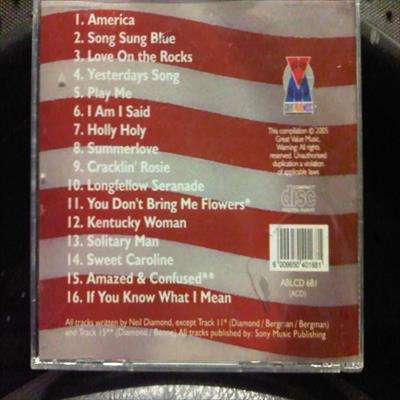 1. America
2. Song Sung Blue
3. Love On the Rocks
4. Yesterdays Song
5. Play Me
6. I Am I Said
7. Holly Holy
8. Summerlove
9. Cracklin' Rosie
10. Longfellow Seranade
11. You Don't Bring Me Flowers*
12. Kentucky Woman
13. Solitary Man
14. Sweet Caroline
15. Amazed & Confused**
16. If You Know What I Mean
This compilation © 2005
Great Value Music.
Warning: All rights
reserved. Unauthorised
duplication a violation
of applicable laws
disc
ABLCD 681
(ACD)
All tracks written by Neil Diamond, except Track 11* (Diamond / Bergman / Bergman)
and Track 15** (Diamond / Bennet) All tracks published by: Sony Music Publishing